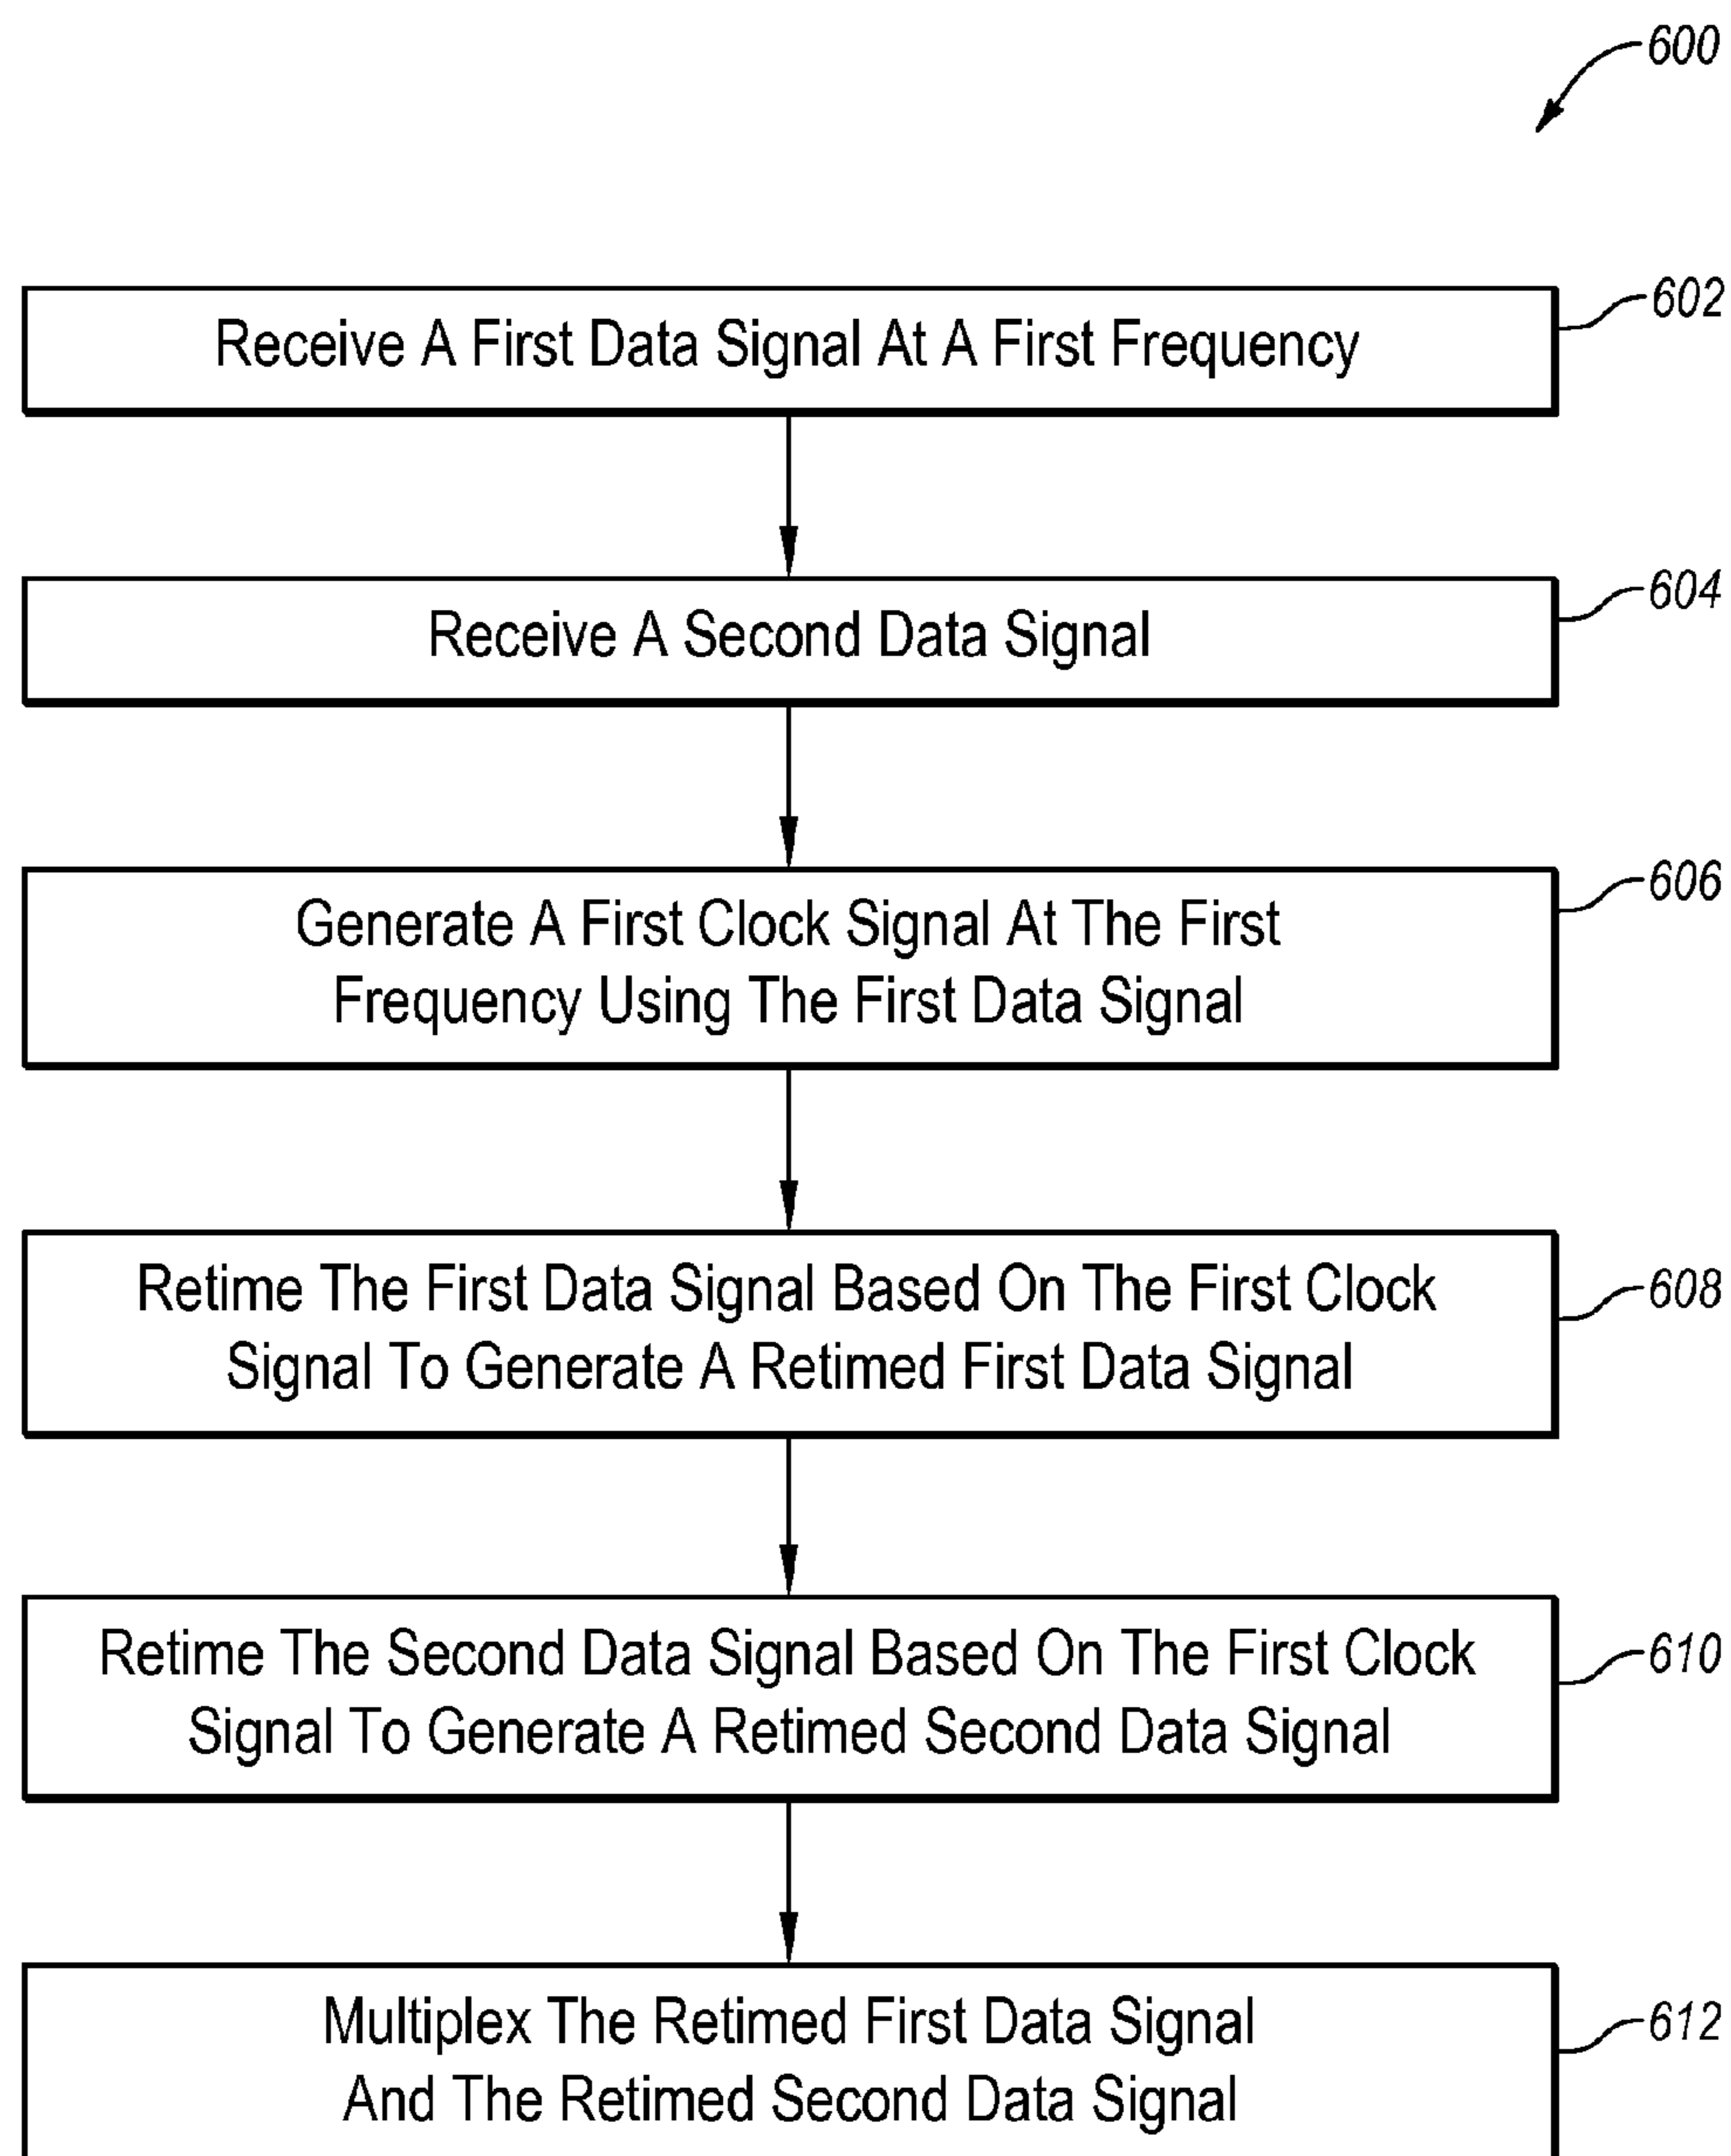 600
Receive A First Data Signal At A First Frequency
602
Receive A Second Data Signal
604
Generate A First Clock Signal At The First
Frequency Using The First Data Signal
606
Retime The First Data Signal Based On The First Clock
Signal To Generate A Retimed First Data Signal
608
Retime The Second Data Signal Based On The First Clock
Signal To Generate A Retimed Second Data Signal
610
Multiplex The Retimed First Data Signal
And The Retimed Second Data Signal
612